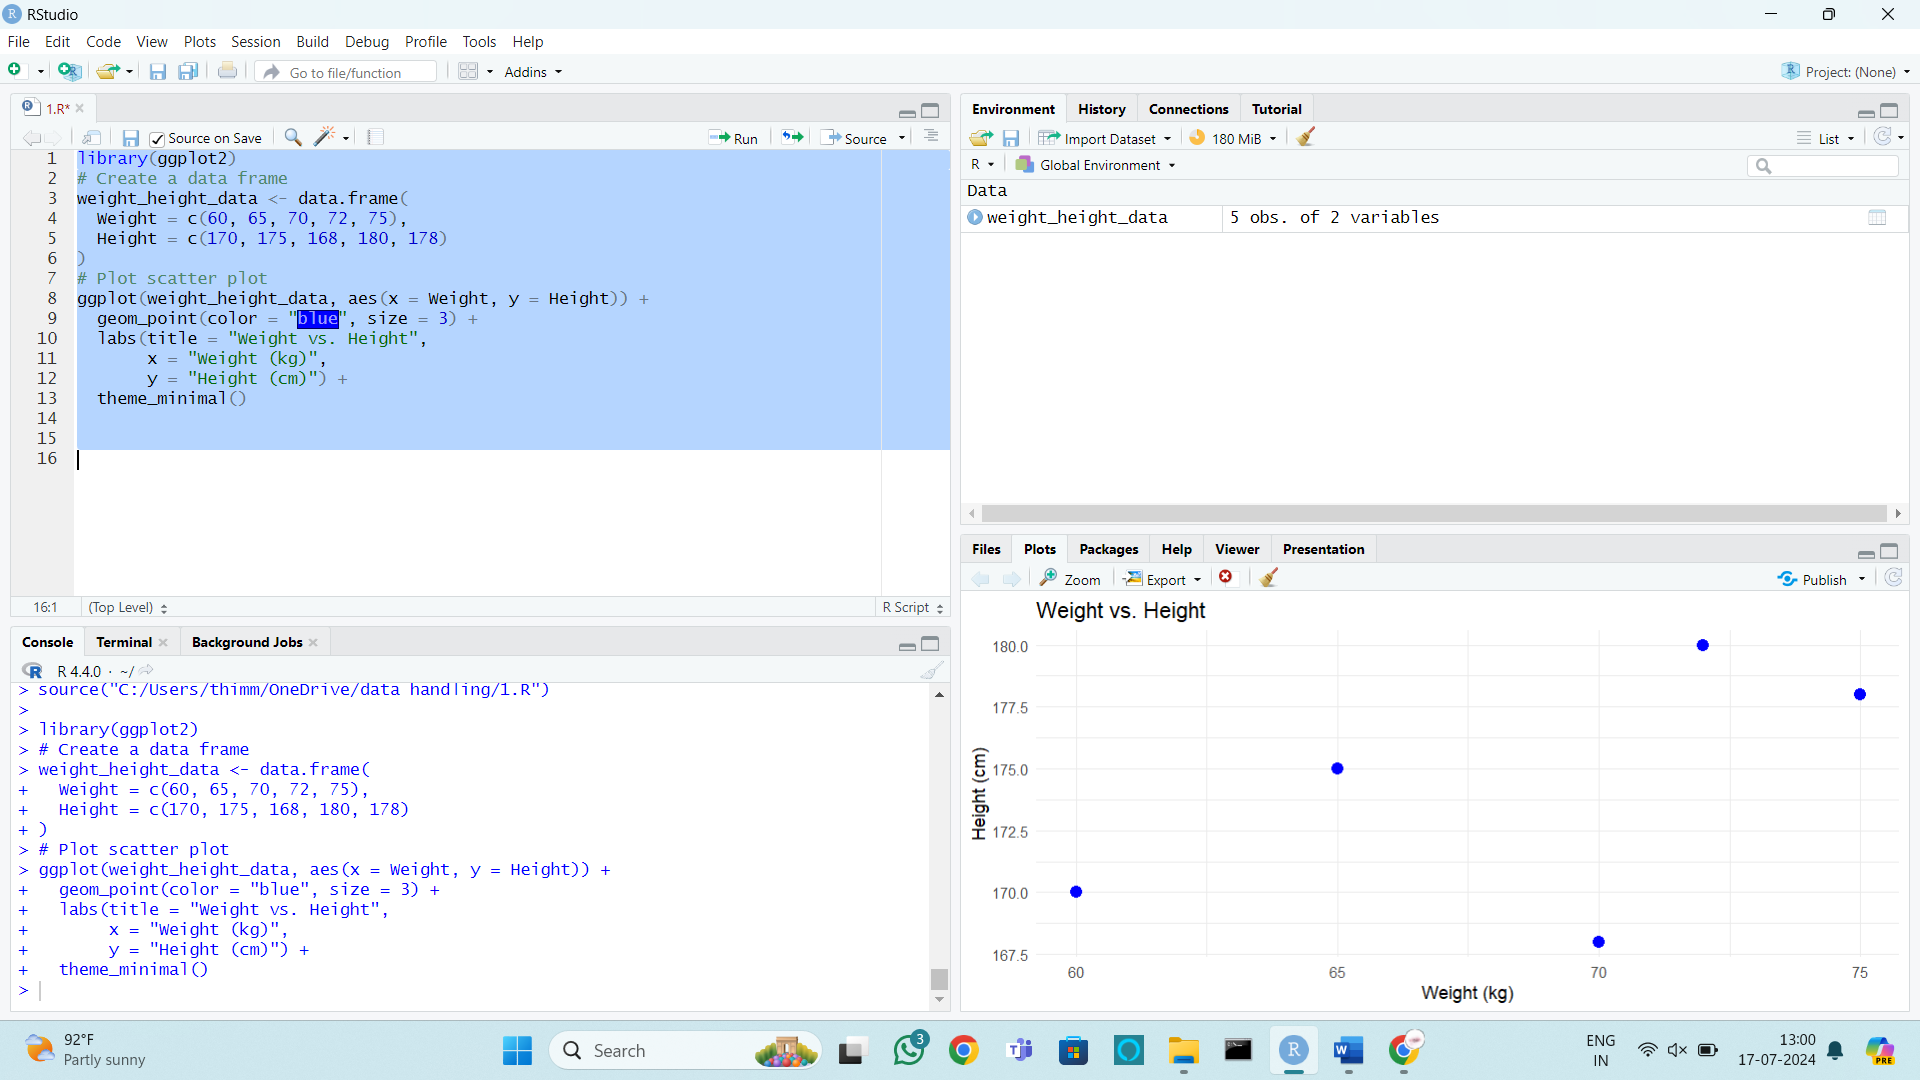 RStudio
File Edit Code View Plots Session Build Debug Profile Tools Help
Go to file/function Addins Project: (None)
1.R*
Source on Save Run Source
1 library(ggplot2)
2 # Create a data frame
3 weight_height_data <- data.frame(
4 Weight = c(60, 65, 70, 72, 75),
5 Height = c(170, 175, 168, 180, 178)
6 )
7 # Plot scatter plot
8 ggplot(weight_height_data, aes(x = Weight, y = Height)) +
9 geom_point(color = "blue", size = 3) +
10 labs(title = "Weight vs. Height",
11 x = "Weight (kg)",
12 y = "Height (cm)") +
13 theme_minimal()
14
15
16
16:1 (Top Level) R Script
Console Terminal Background Jobs
R 4.4.0 · ~/
> source("C:/Users/thimm/OneDrive/data handling/1.R")
>
> library(ggplot2)
> # Create a data frame
> weight_height_data <- data.frame(
+ Weight = c(60, 65, 70, 72, 75),
+ Height = c(170, 175, 168, 180, 178)
+ )
> # Plot scatter plot
> ggplot(weight_height_data, aes(x = Weight, y = Height)) +
+ geom_point(color = "blue", size = 3) +
+ labs(title = "Weight vs. Height",
+ x = "Weight (kg)",
+ y = "Height (cm)") +
+ theme_minimal()
>
Environment History Connections Tutorial
Import Dataset 180 MiB List
R Global Environment
Data
weight_height_data 5 obs. of 2 variables
Files Plots Packages Help Viewer Presentation
Zoom Export Publish
Weight vs. Height
Height (cm)
180.0
177.5
175.0
172.5
170.0
167.5
60 65 70 75
Weight (kg)
92°F
Partly sunny
Search
3
PRE
ENG
IN
13:00
17-07-2024